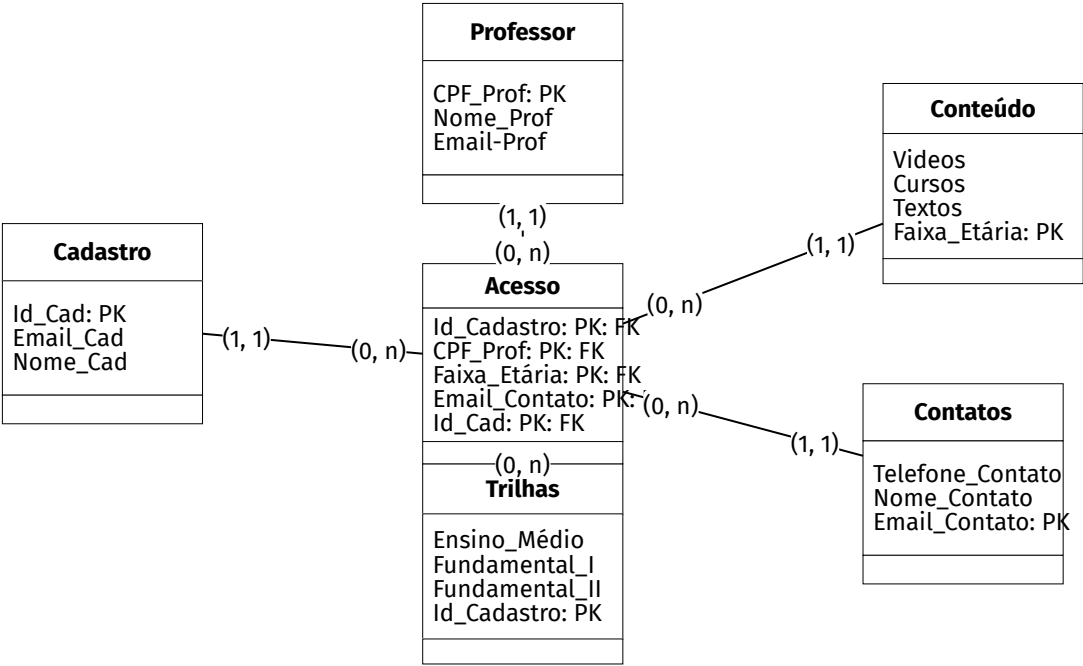 Professor
CPF_Prof: PK
Nome_Prof
Email-Prof
(1, 1)
(0, n)
Conteúdo
Videos
Cursos
Textos
Faixa_Etária: PK
(1, 1)
(0, n)
Cadastro
Id_Cad: PK
Email_Cad
Nome_Cad
(1, 1)
(0, n)
Acesso
Id_Cadastro: PK: FK
CPF_Prof: PK: FK
Faixa_Etária: PK: FK
Email_Contato: PK:
Id_Cad: PK: FK
(0, n)
(1, 1)
Contatos
Telefone_Contato
Nome_Contato
Email_Contato: PK
(0, n)
Trilhas
Ensino_Médio
Fundamental_I
Fundamental_II
Id_Cadastro: PK